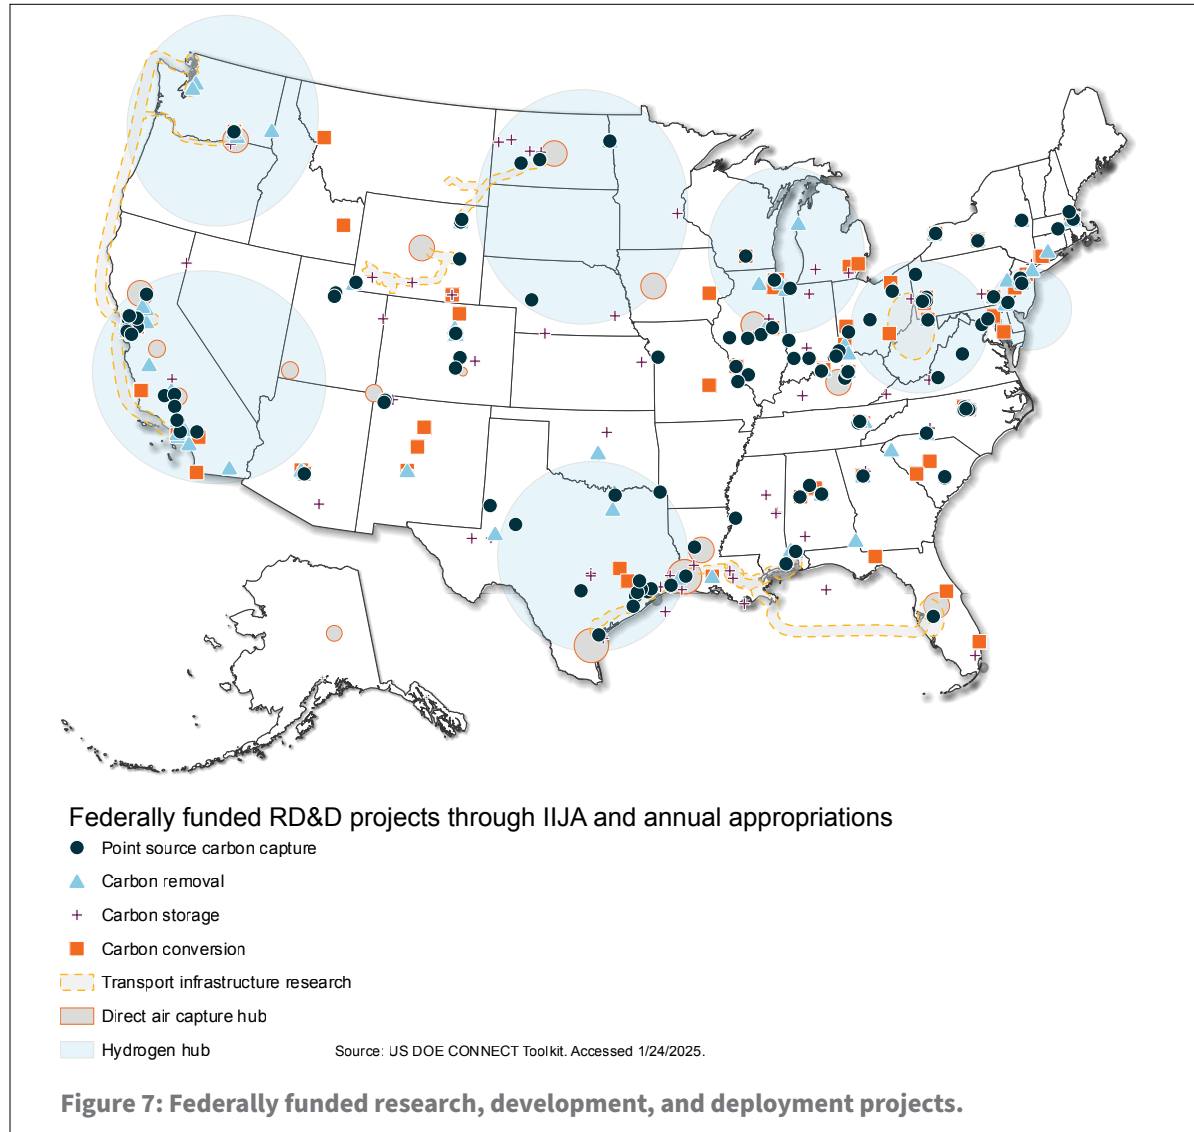 Federally funded RD&D projects through IIJA and annual appropriations
Point source carbon capture
Carbon removal
Carbon storage
Carbon conversion
Transport infrastructure research
Direct air capture hub
Hydrogen hub
Source: US DOE CONNECT Toolkit. Accessed 1/24/2025.
Figure 7: Federally funded research, development, and deployment projects.